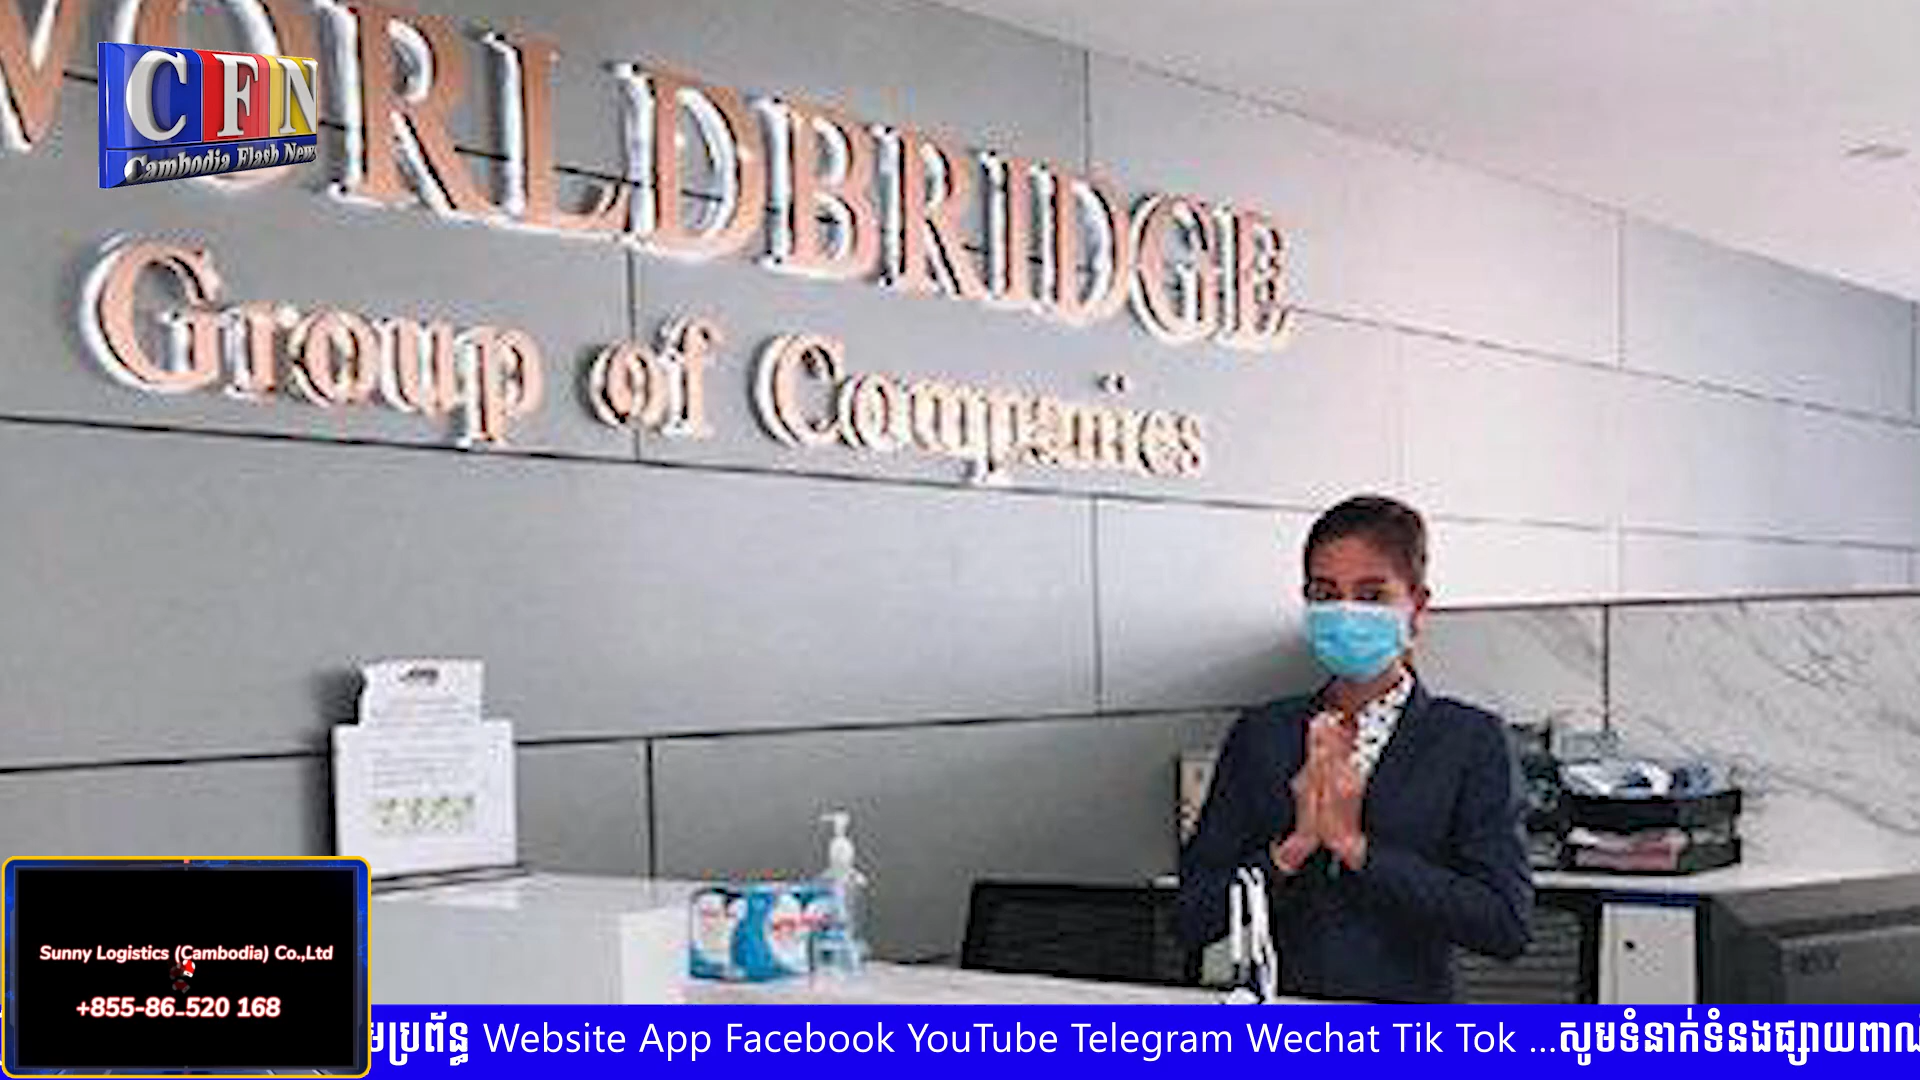 WORLDBRIDGE
Group of Companies
CFN
Cambodia Flash News
Sunny Logistics (Cambodia) Co.,Ltd
+855-86-520 168
មប្រព័ន្ធ Website App Facebook YouTube Telegram Wechat Tik Tok ...សូមទំនាក់ទំនងផ្សាយពាណ